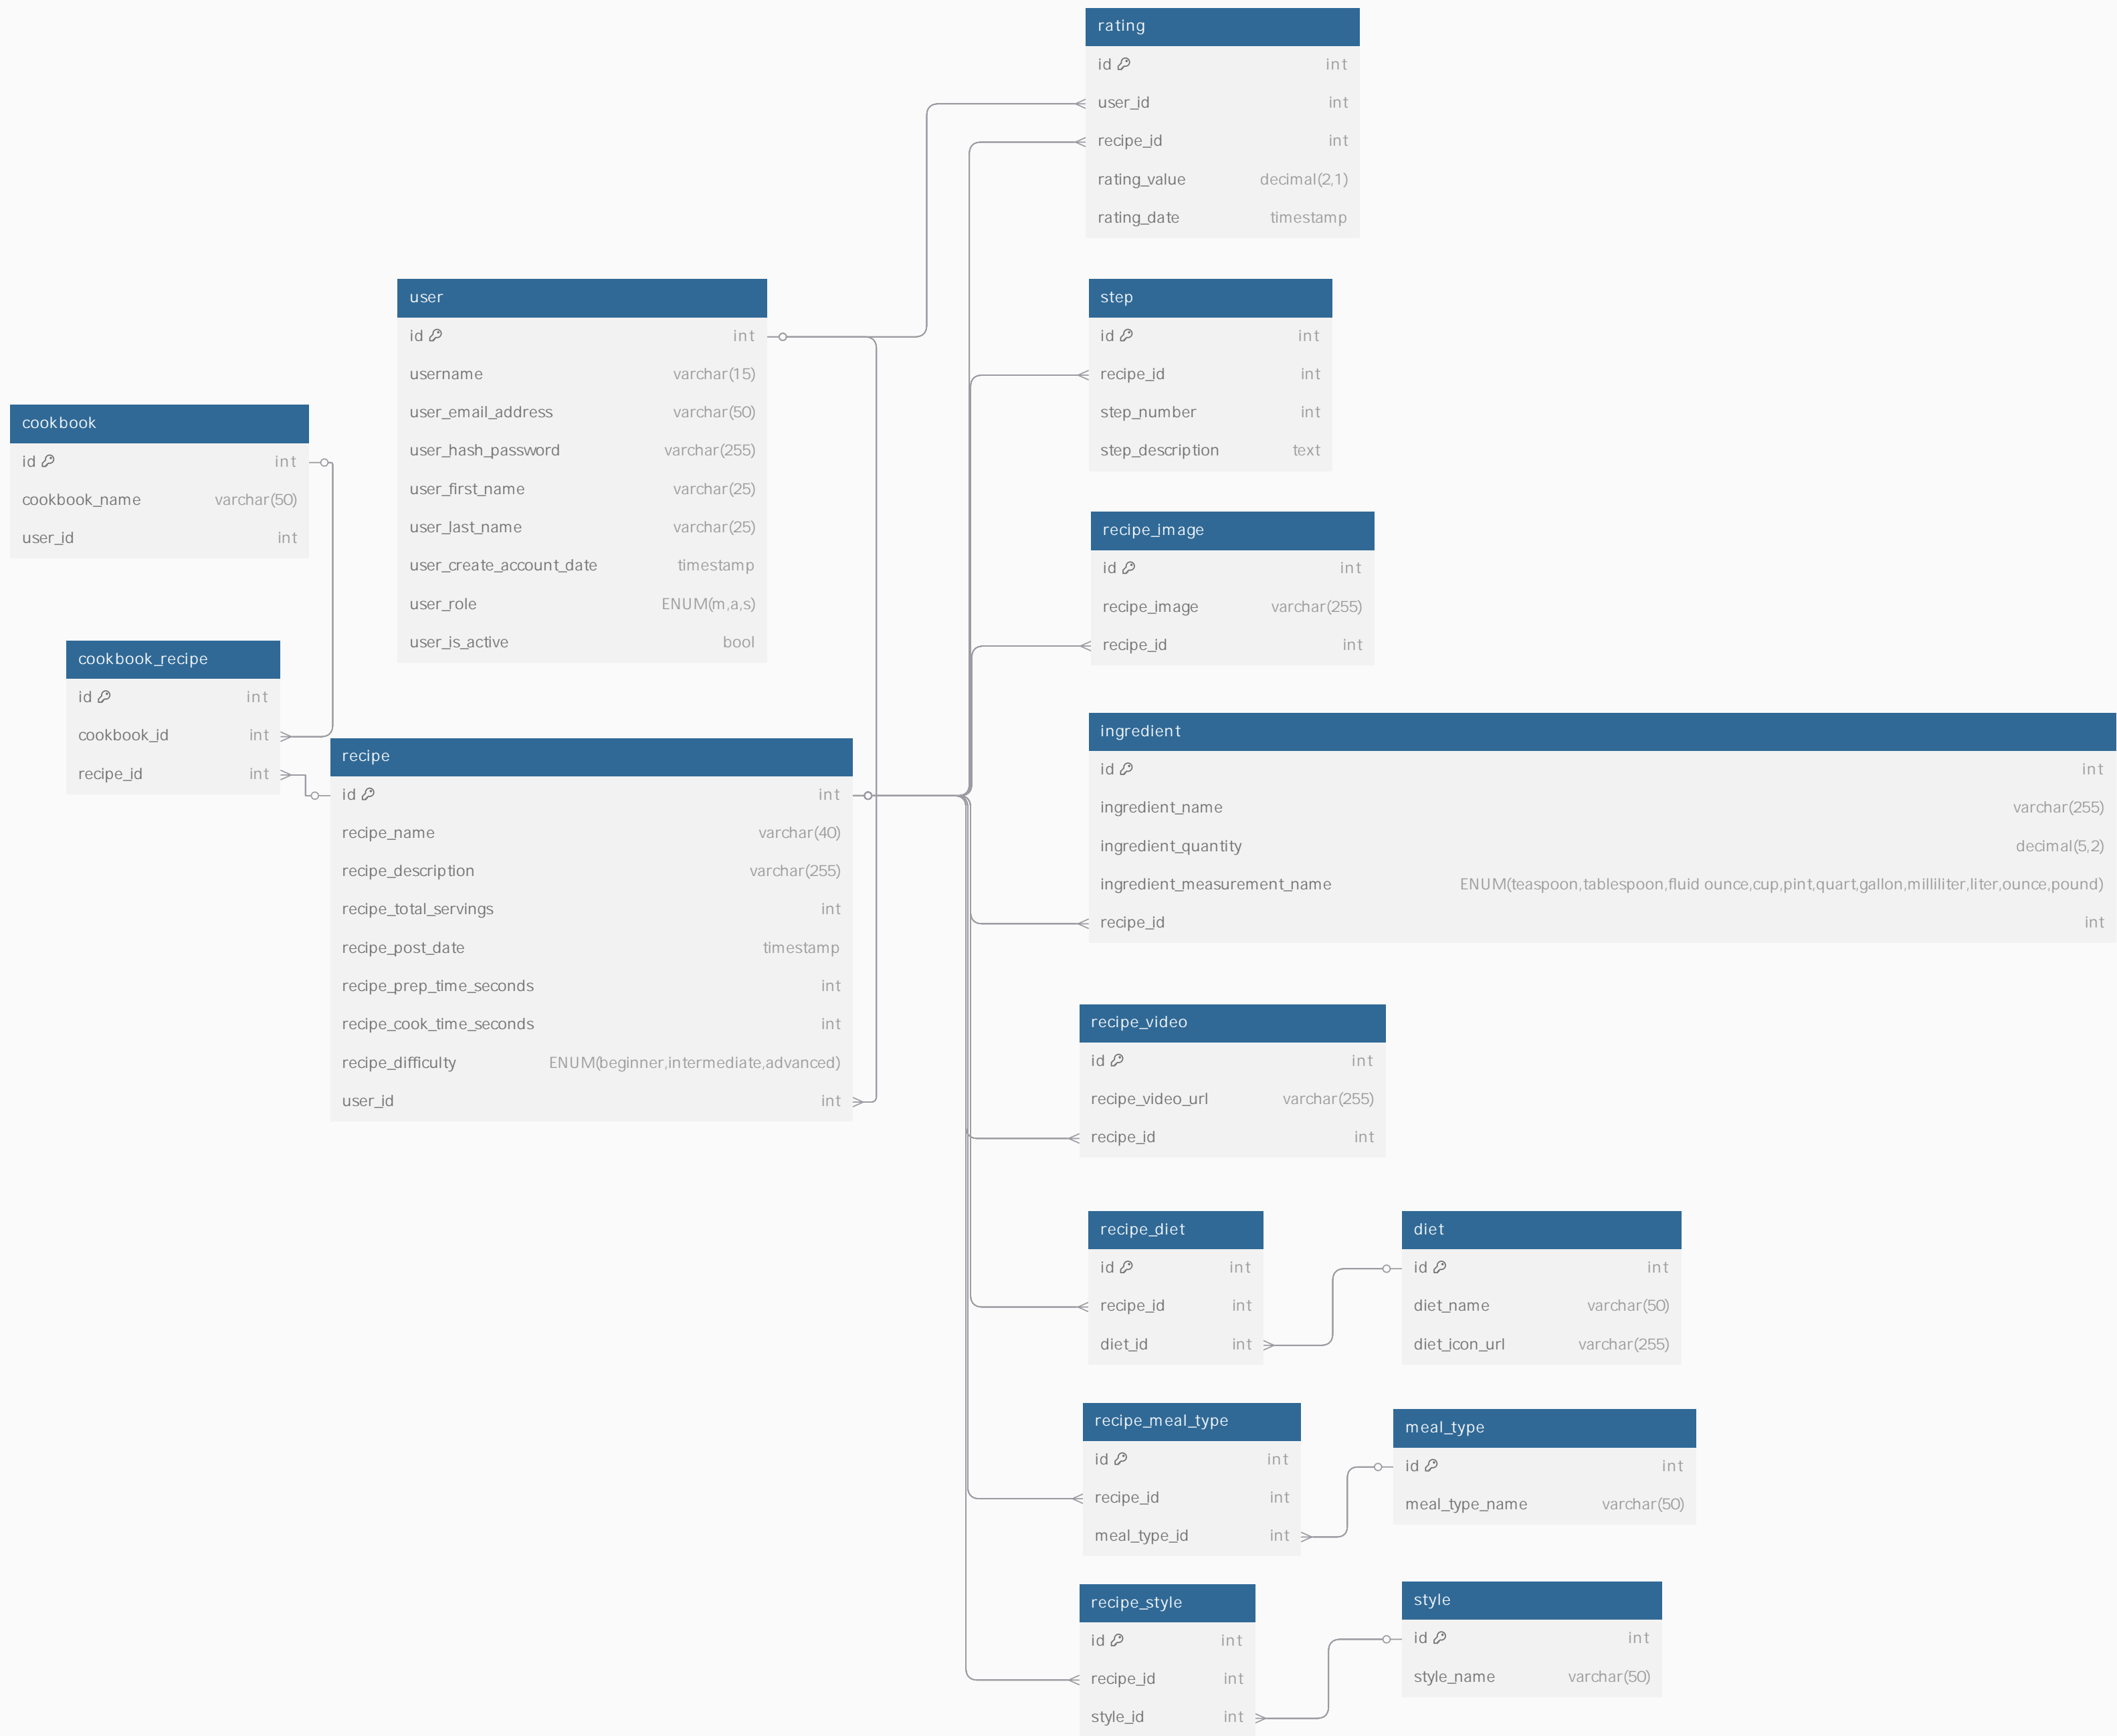 rating
id int
user_id int
recipe_id int
rating_value decimal(2,1)
rating_date timestamp
user
id int
username varchar(15)
user_email_address varchar(50)
user_hash_password varchar(255)
user_first_name varchar(25)
user_last_name varchar(25)
user_create_account_date timestamp
user_role ENUM(m,a,s)
user_is_active bool
step
id int
recipe_id int
step_number int
step_description text
cookbook
id int
cookbook_name varchar(50)
user_id int
recipe_image
id int
recipe_image varchar(255)
recipe_id int
cookbook_recipe
id int
cookbook_id int
recipe_id int
recipe
id int
recipe_name varchar(40)
recipe_description varchar(255)
recipe_total_servings int
recipe_post_date timestamp
recipe_prep_time_seconds int
recipe_cook_time_seconds int
recipe_difficulty ENUM(beginner,intermediate,advanced)
user_id int
ingredient
id int
ingredient_name varchar(255)
ingredient_quantity decimal(5,2)
ingredient_measurement_name ENUM(teaspoon,tablespoon,fluid ounce,cup,pint,quart,gallon,milliliter,liter,ounce,pound)
recipe_id int
recipe_video
id int
recipe_video_url varchar(255)
recipe_id int
recipe_diet
id int
recipe_id int
diet_id int
diet
id int
diet_name varchar(50)
diet_icon_url varchar(255)
recipe_meal_type
id int
recipe_id int
meal_type_id int
meal_type
id int
meal_type_name varchar(50)
recipe_style
id int
recipe_id int
style_id int
style
id int
style_name varchar(50)